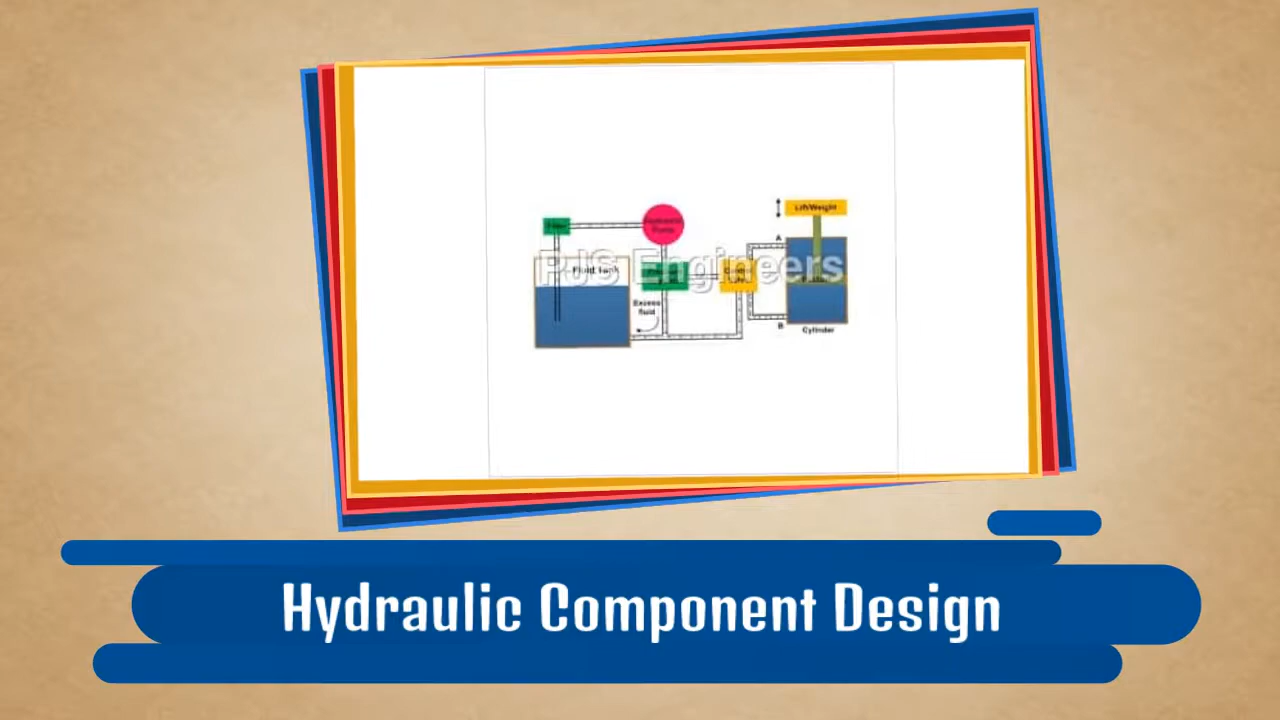 Lift/Weight
A
PJS Engineers
Fluid Tank
Excess
fluid
B
Cylinder
Hydraulic Component Design